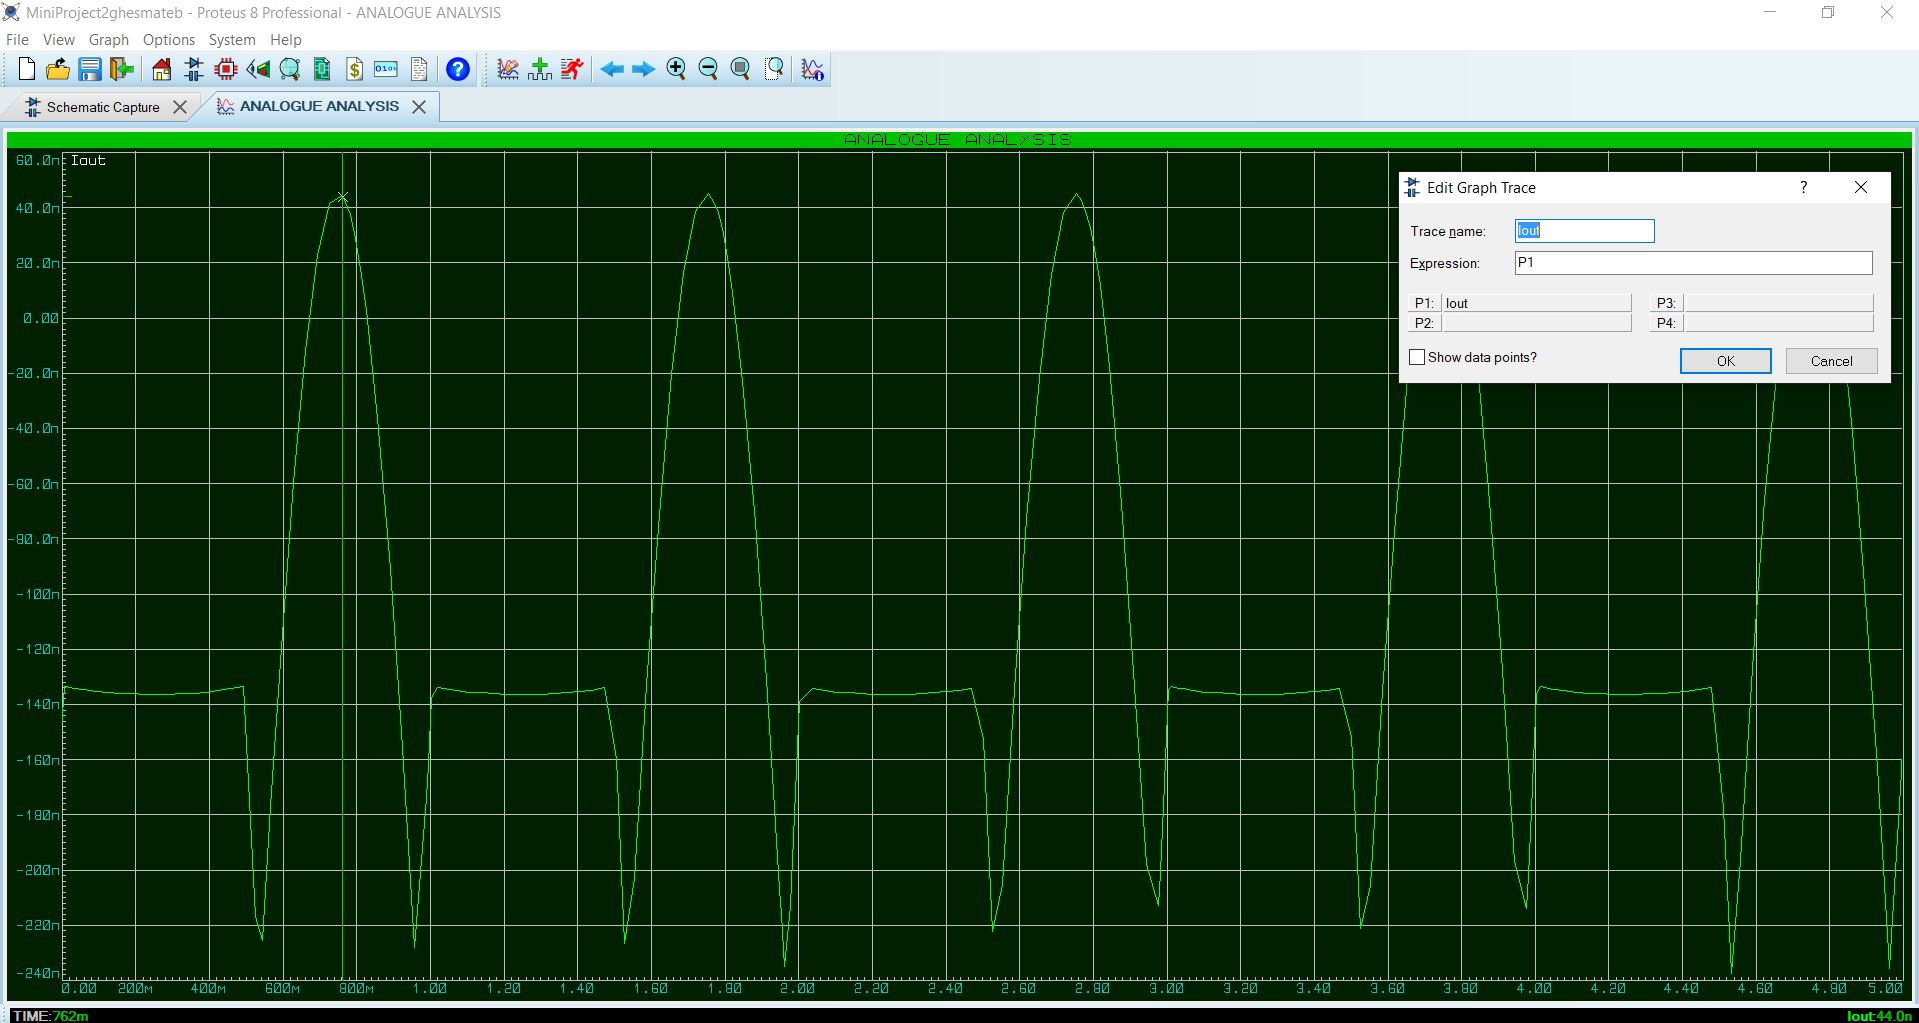 MiniProject2ghesmateb - Proteus 8 Professional - ANALOGUE ANALYSIS
File View Graph Options System Help
Schematic Capture
ANALOGUE ANALYSIS
ANALOGUE ANALYSIS
Iout
60.0n
40.0n
20.0n
0.00
-20.0n
-40.0n
-60.0n
-80.0n
-100n
-120n
-140n
-160n
-180n
-200n
-220n
-240n
0.00 200m 400m 600m 800m 1.00 1.20 1.40 1.60 1.80 2.00 2.20 2.40 2.60 2.80 3.00 3.20 3.40 3.60 3.80 4.00 4.20 4.40 4.60 4.80 5.00
Edit Graph Trace
?
Trace name: Iout
Expression: P1
P1: Iout P3:
P2: P4:
Show data points?
OK Cancel
TIME:762m
Iout:44.0n